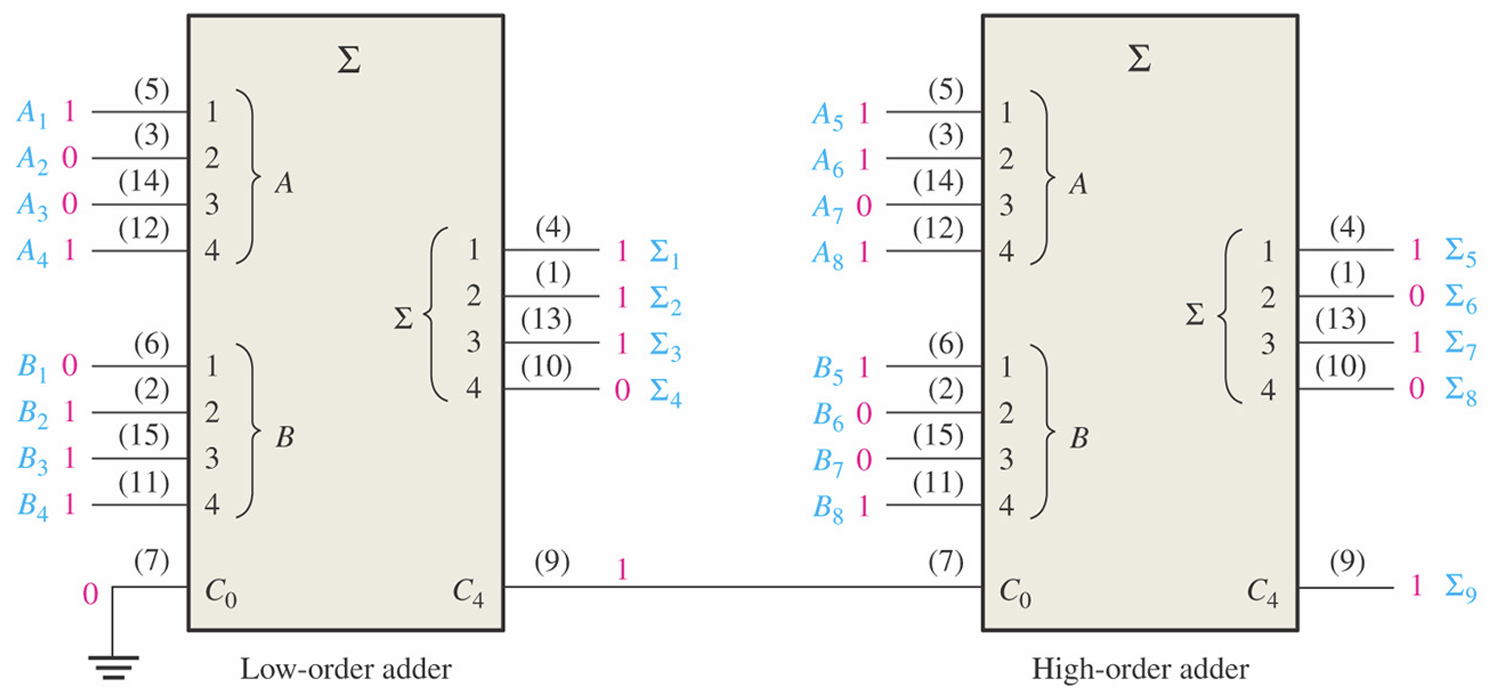 Σ Σ
(5) (5)
A1 1 1 A5 1 1
(3) (3)
A2 0 2 A6 1 2
(14) A (14) A
A3 0 3 A7 0 3
(12) (4) (12) (4)
A4 1 4 1 1 Σ1 A8 1 4 1 1 Σ5
(1) (1)
2 1 Σ2 2 0 Σ6
Σ (13) Σ (13)
(6) 3 1 Σ3 (6) 3 1 Σ7
B1 0 1 (10) B5 1 1 (10)
(2) 4 0 Σ4 (2) 4 0 Σ8
B2 1 2 B6 0 2
(15) B (15) B
B3 1 3 B7 0 3
(11) (11)
B4 1 4 B8 1 4
(7) (9) 1 (7) (9)
0 C0 C4 C0 C4 1 Σ9
Low-order adder High-order adder